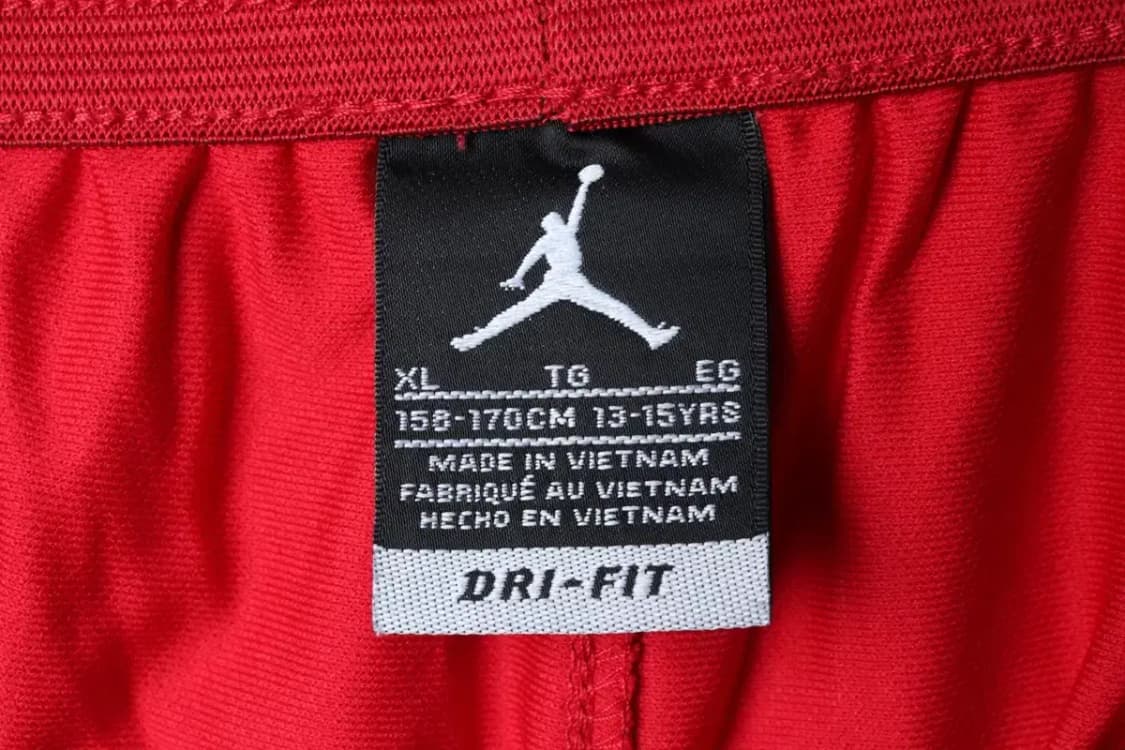 XL TG EG
158-170CM 13-15YRS
MADE IN VIETNAM
FABRIQUÉ AU VIETNAM
HECHO EN VIETNAM
DRI-FIT